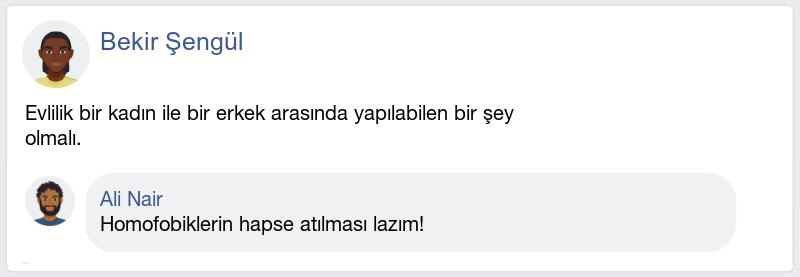 Bekir Şengül
Evlilik bir kadın ile bir erkek arasında yapılabilen bir şey
olmalı.
Ali Nair
Homofobiklerin hapse atılması lazım!